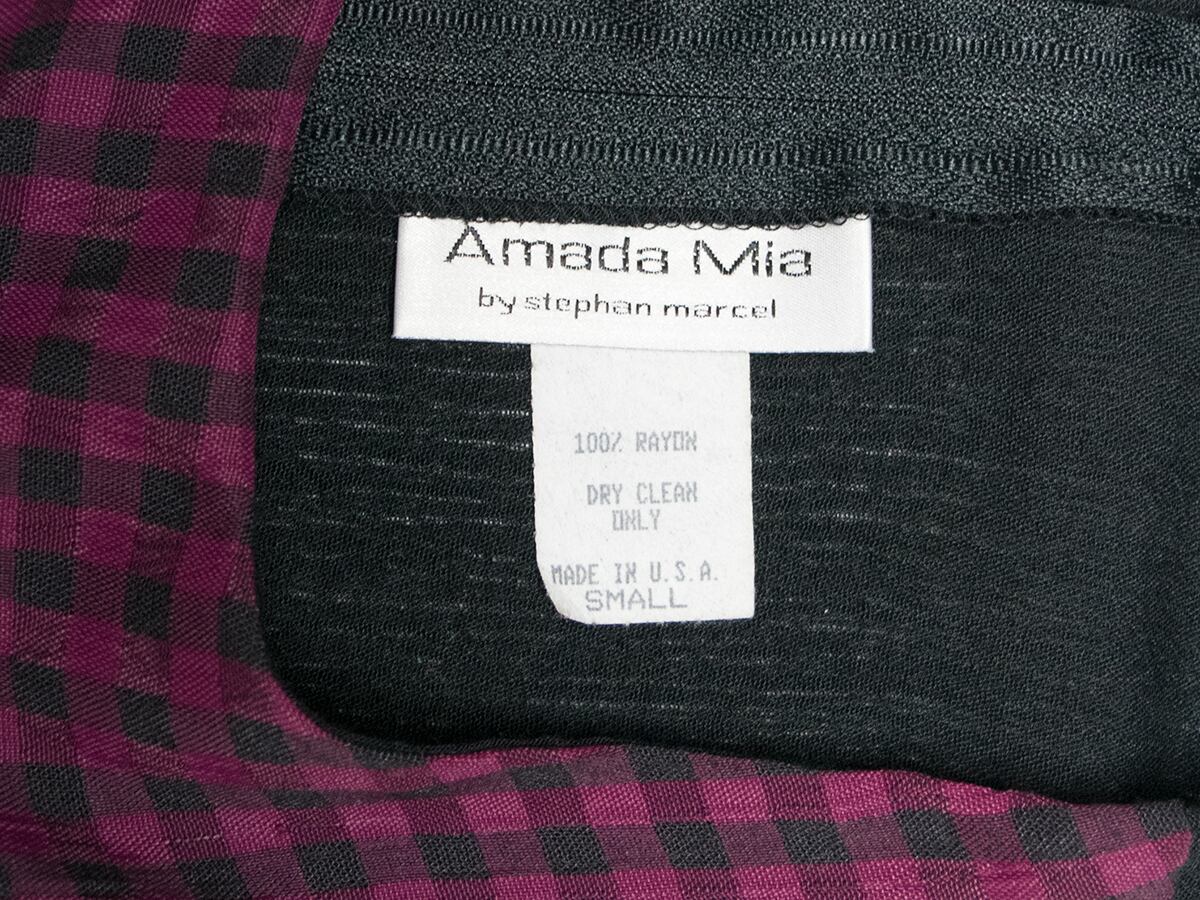 Amada Mia
by stephan marcel
100% RAYON
DRY CLEAN
ONLY
MADE IN U.S.A.
SMALL